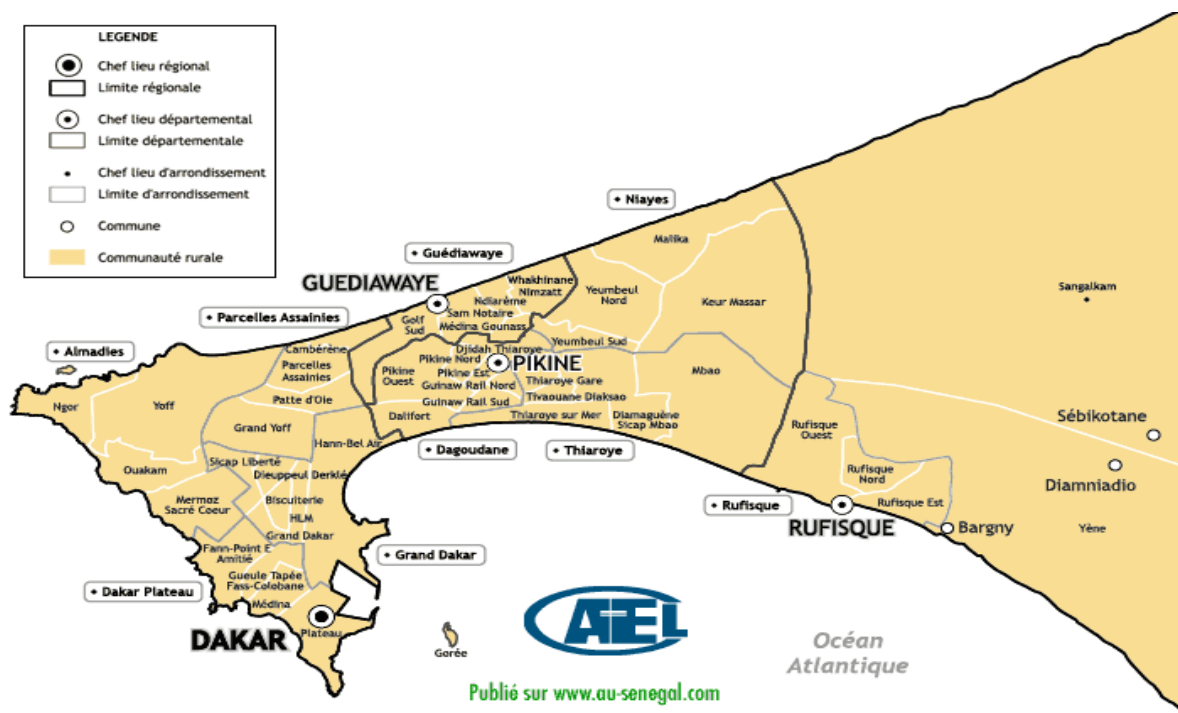 LEGENDE
Chef lieu régional
Limite régionale
Chef lieu départemental
Limite départementale
Chef lieu d'arrondissement
Limite d'arrondissement
Commune
Communauté rurale
Niayes
Malika
Guédiawaye
GUEDIAWAYE
Whakhinane
Nimzatt
Ndiarème
Sam Notaire
Médina Gounass
Golf
Sud
Yeumbeul
Nord
Keur Massar
Sangalkam
Parcelles Assainies
Almadies
Cambérène
Parcelles
Assainies
Patte d'Oie
Yeumbeul Sud
Djidah Thiaroye
PIKINE
Pikine Nord
Pikine Est
Pikine
Ouest
Guinaw Rail Nord
Guinaw Rail Sud
Thiaroye Gare
Tivaouane Diaksao
Thiaroye sur Mer
Diamaguène
Sicap Mbao
Mbao
Dalifort
Ngor
Yoff
Grand Yoff
Hann-Bel Air
Dagoudane
Thiaroye
Rufisque
Ouest
Rufisque
Nord
Rufisque Est
Sébikotane
Diamniadio
Ouakam
Sicap Liberté
Dieuppeul Derklé
Mermoz
Sacré Coeur
Biscuiterie
HLM
Grand Dakar
Rufisque
RUFISQUE
Bargny
Yène
Fann-Point E
Amitié
Grand Dakar
Gueule Tapée
Fass-Colobane
Médina
Dakar Plateau
DAKAR
Plateau
Gorée
ATEL
Océan
Atlantique
Publié sur www.au-senegal.com